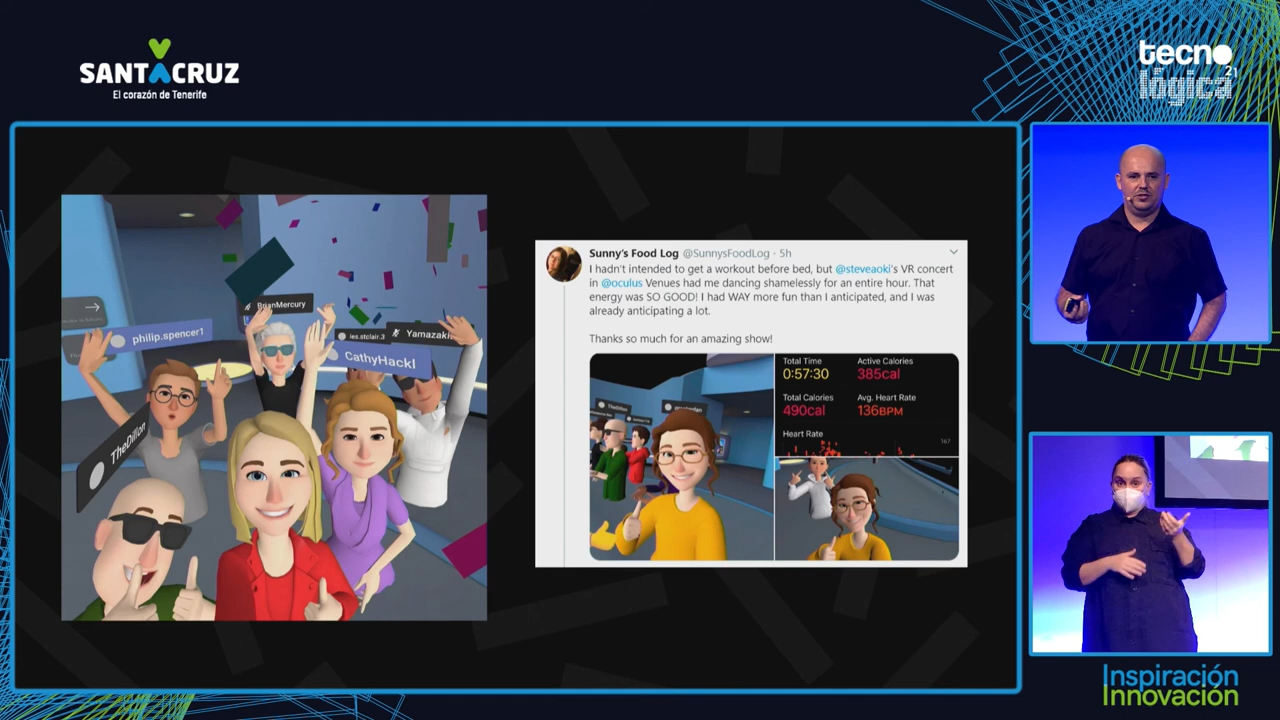 SANTACRUZ
El corazón de Tenerife
tecno
lógica
21
BrianMercury
philip.spencer1
les.stclair.3
Yamazaki
CathyHackl
TheDillon
Sunny's Food Log @SunnysFoodLog · 5h
I hadn't intended to get a workout before bed, but @steveaoki's VR concert
in @oculus Venues had me dancing shamelessly for an entire hour. That
energy was SO GOOD! I had WAY more fun than I anticipated, and I was
already anticipating a lot.
Thanks so much for an amazing show!
Total Time
0:57:30
Active Calories
385cal
Total Calories
490cal
Avg. Heart Rate
136BPM
Heart Rate
167
TheDillon
Inspiración
Innovación